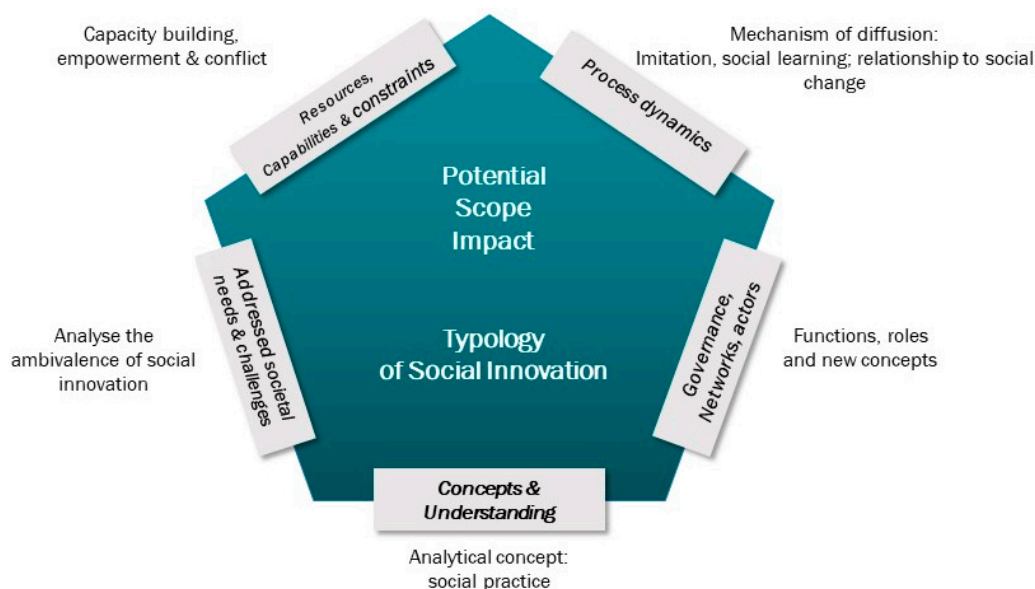 Capacity building,
empowerment & conflict
Resources,
Capabilities & constraints
Mechanism of diffusion:
Imitation, social learning; relationship to social
change
Process dynamics
Potential
Scope
Impact
Analyse the
ambivalence of social
innovation
Addressed societal
needs & challenges
Typology
of Social Innovation
Governance,
Networks, actors
Functions, roles
and new concepts
Concepts &
Understanding
Analytical concept:
social practice